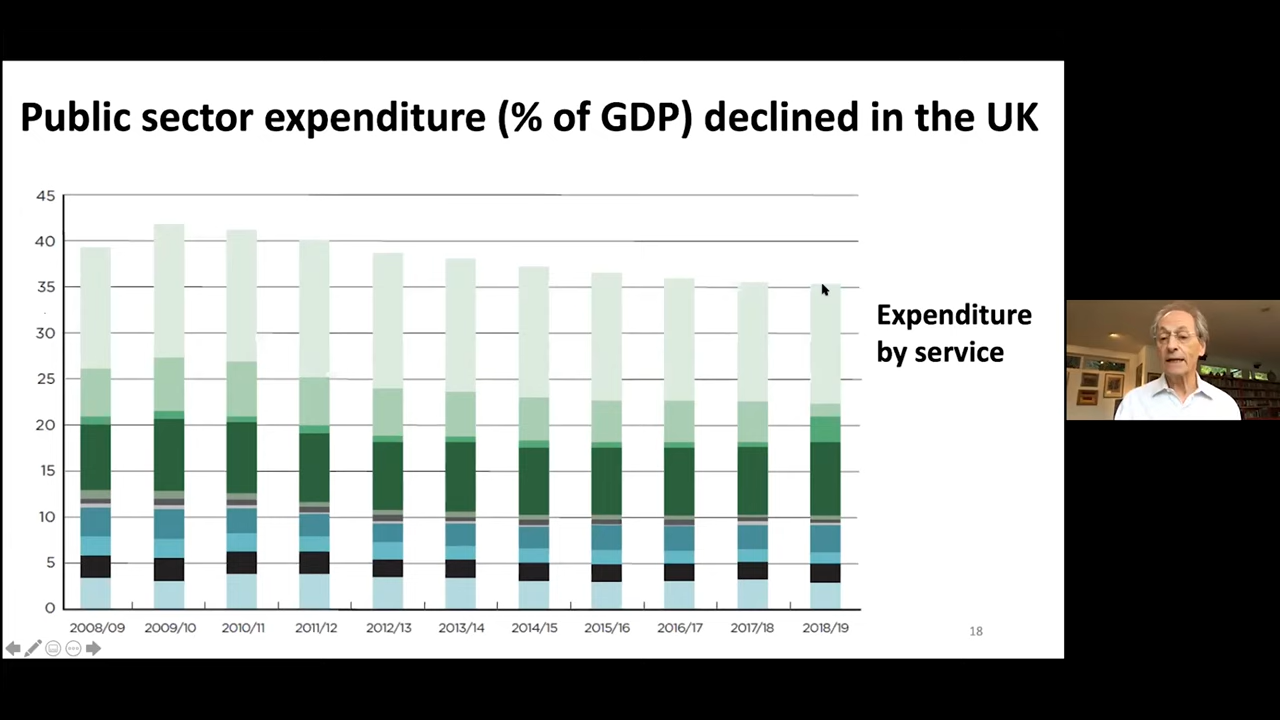 Public sector expenditure (% of GDP) declined in the UK
45
40
35
30
25
20
15
10
5
0
2008/09 2009/10 2010/11 2011/12 2012/13 2013/14 2014/15 2015/16 2016/17 2017/18 2018/19
Expenditure
by service
18